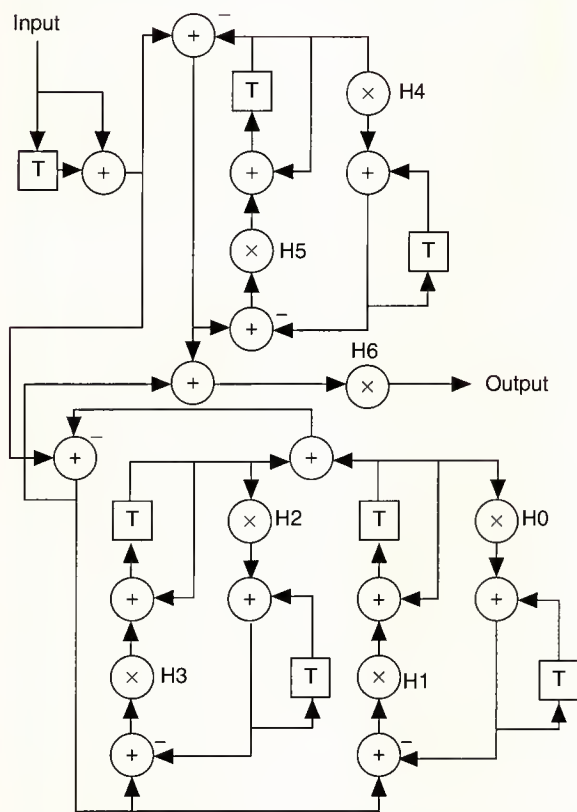 Input
+
−
T
×
H4
T
+
+
+
T
×
H5
+
−
H6
+
×
Output
−
+
+
T
×
H2
T
×
H0
+
+
+
+
×
H3
T
×
H1
T
+
−
+
−